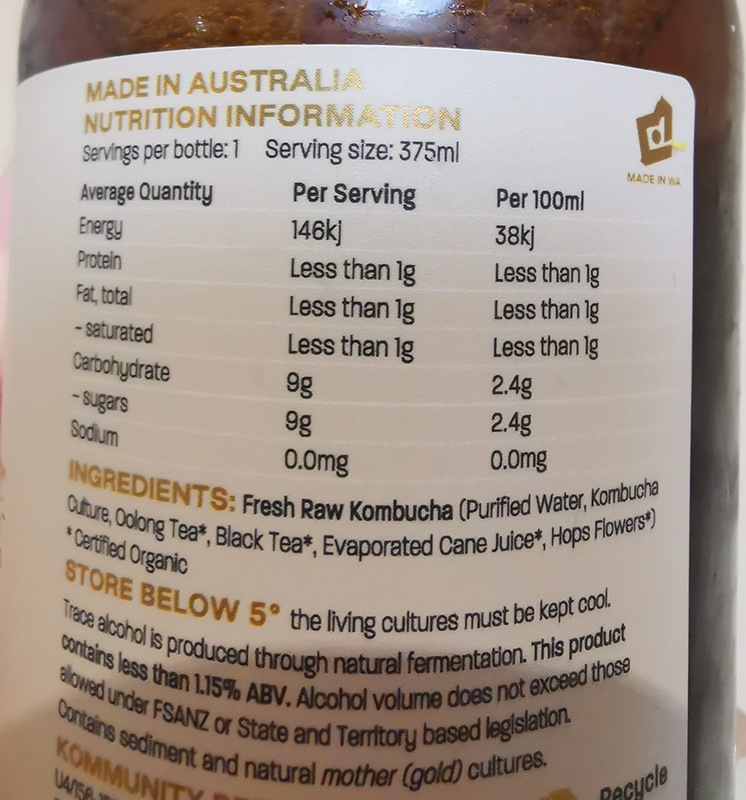 MADE IN AUSTRALIA
NUTRITION INFORMATION
Servings per bottle: 1 Serving size: 375ml
d
MADE IN WA
Average Quantity Per Serving Per 100ml
Energy 146kj 38kj
Protein Less than 1g Less than 1g
Fat, total Less than 1g Less than 1g
- saturated Less than 1g Less than 1g
Carbohydrate 9g 2.4g
- sugars 9g 2.4g
Sodium 0.0mg 0.0mg
INGREDIENTS: Fresh Raw Kombucha (Purified Water, Kombucha
Culture, Oolong Tea*, Black Tea*, Evaporated Cane Juice*, Hops Flowers*)
* Certified Organic
STORE BELOW 5° the living cultures must be kept cool.
Trace alcohol is produced through natural fermentation. This product
contains less than 1.15% ABV. Alcohol volume does not exceed those
allowed under FSANZ or State and Territory based legislation.
Contains sediment and natural mother (gold) cultures.
KOMMUNITY
Recycle